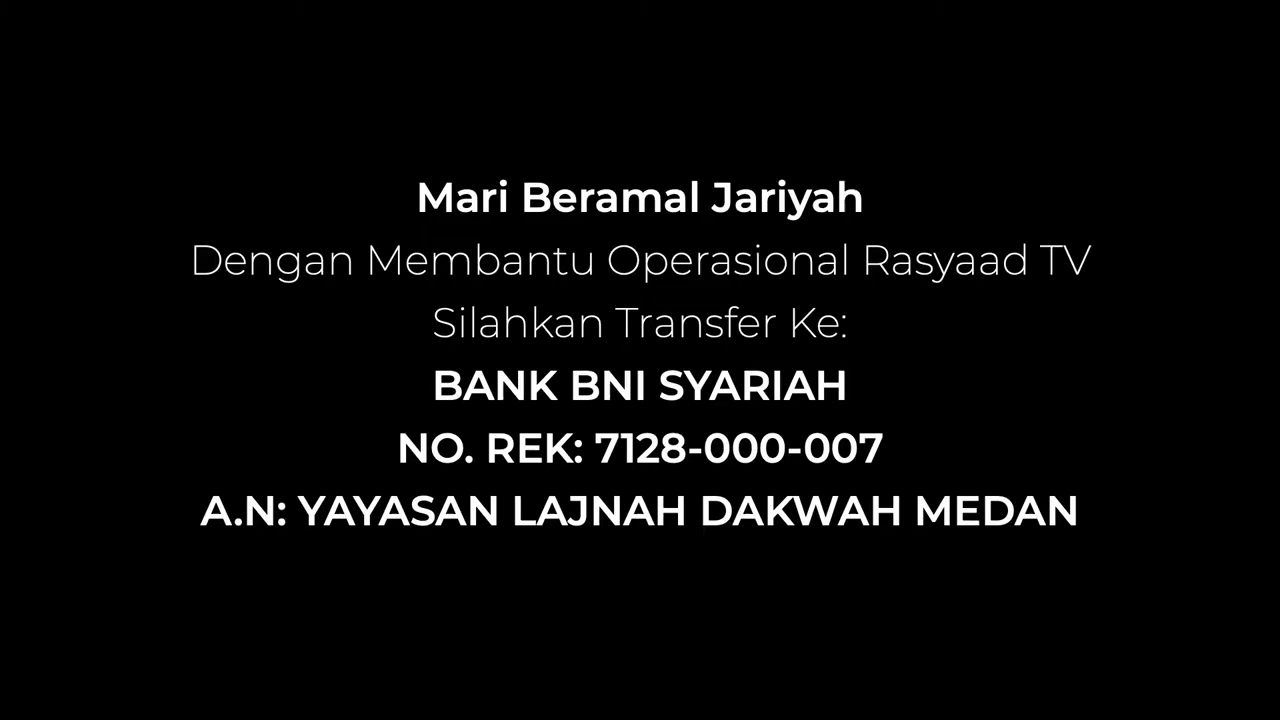 Mari Beramal Jariyah
Dengan Membantu Operasional Rasyaad TV
Silahkan Transfer Ke:
BANK BNI SYARIAH
NO. REK: 7128-000-007
A.N: YAYASAN LAJNAH DAKWAH MEDAN